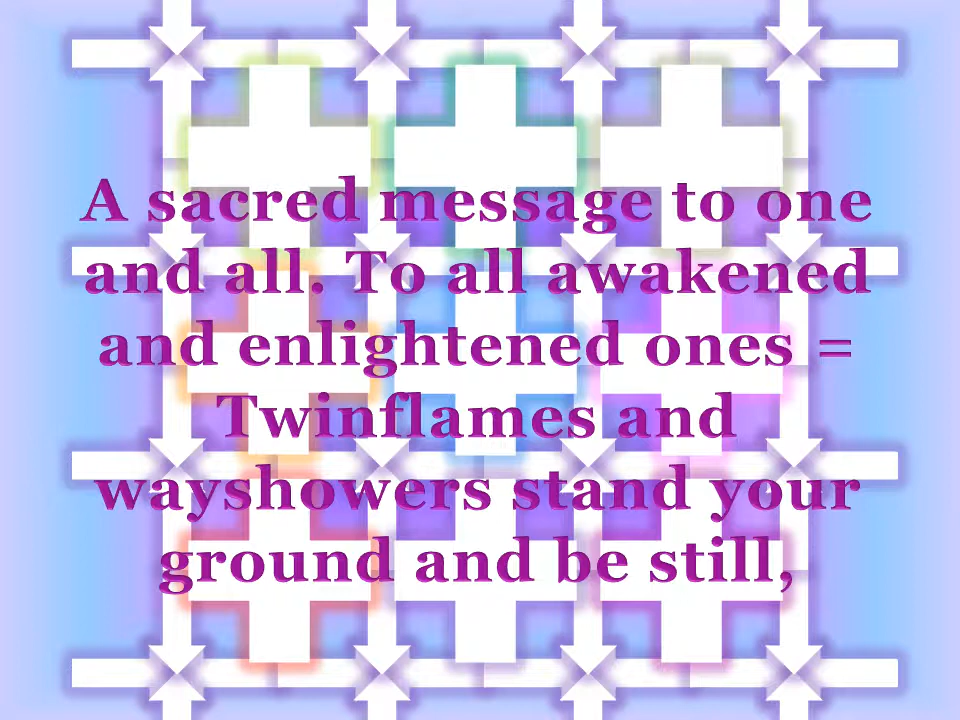 A sacred message to one
and all. To all awakened
and enlightened ones =
Twinflames and
wayshowers stand your
ground and be still,